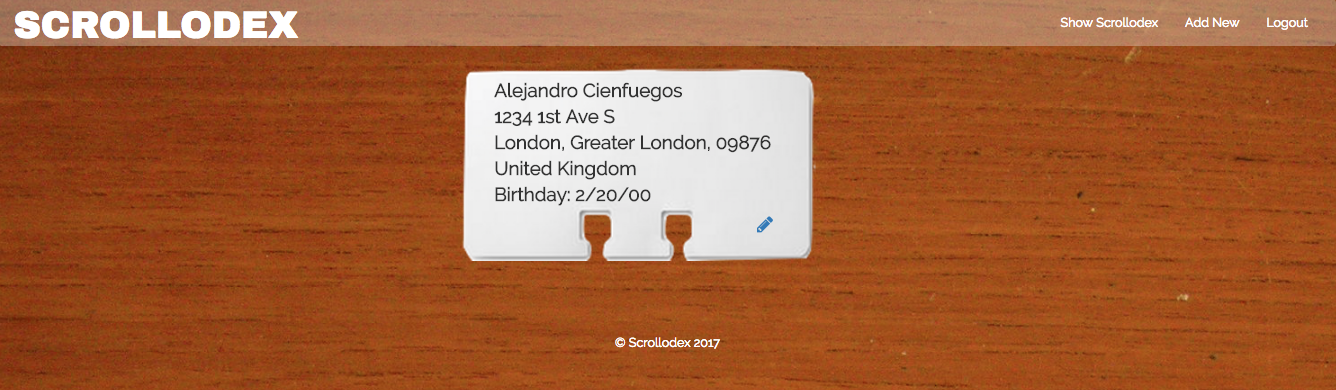 SCROLLODEX
Show Scrollodex Add New Logout
Alejandro Cienfuegos
1234 1st Ave S
London, Greater London, 09876
United Kingdom
Birthday: 2/20/00
© Scrollodex 2017